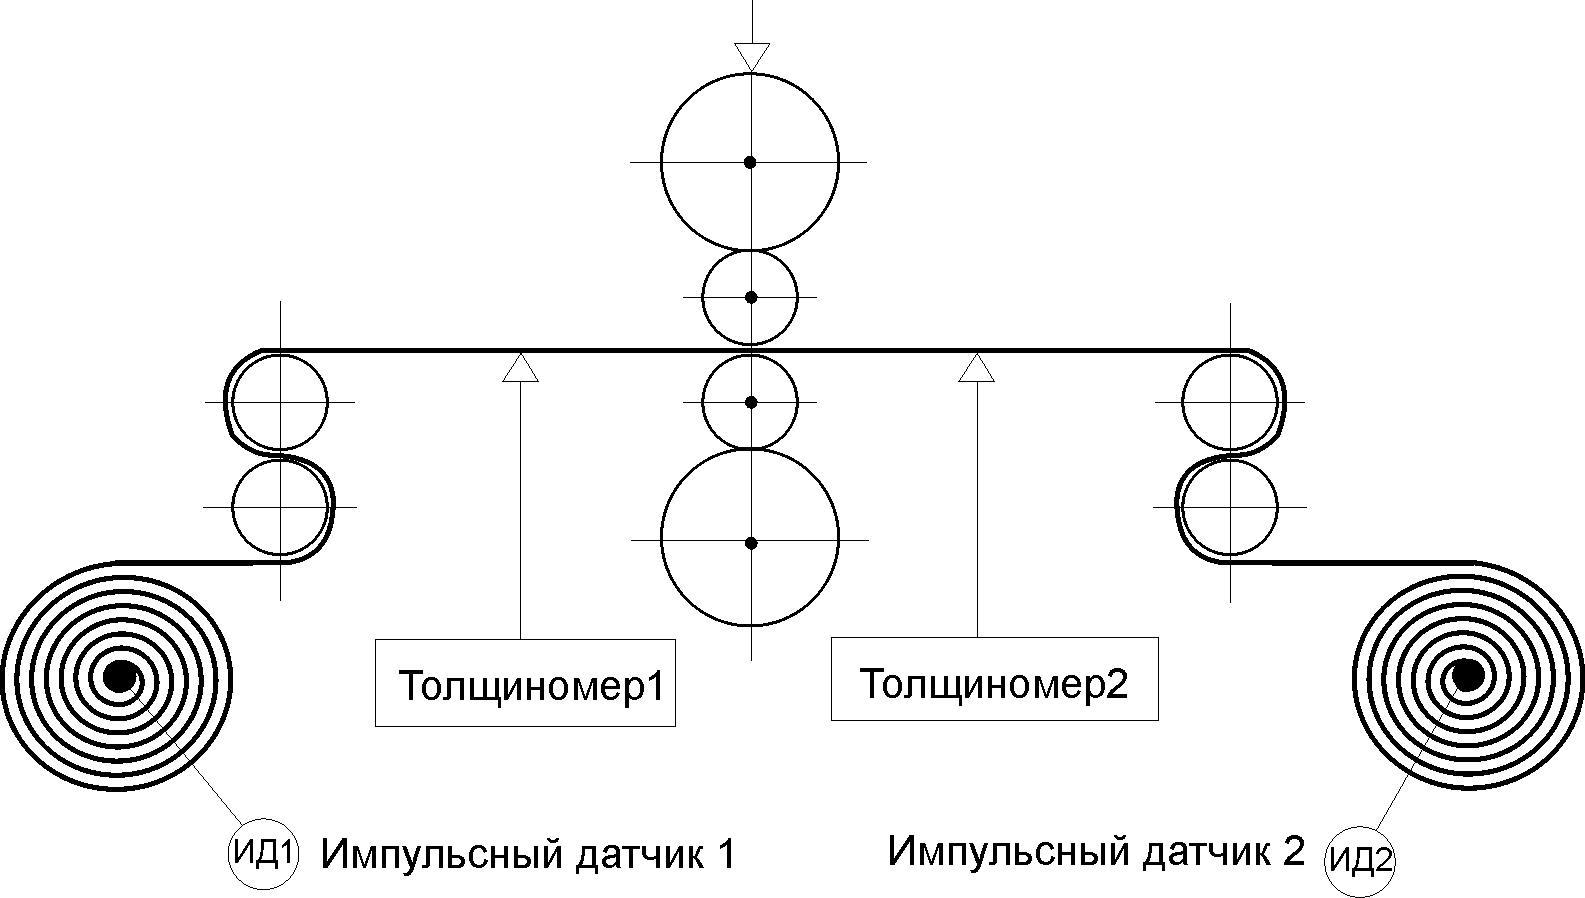 Толщиномер1
Толщиномер2
ИД1
Импульсный датчик 1
Импульсный датчик 2
ИД2